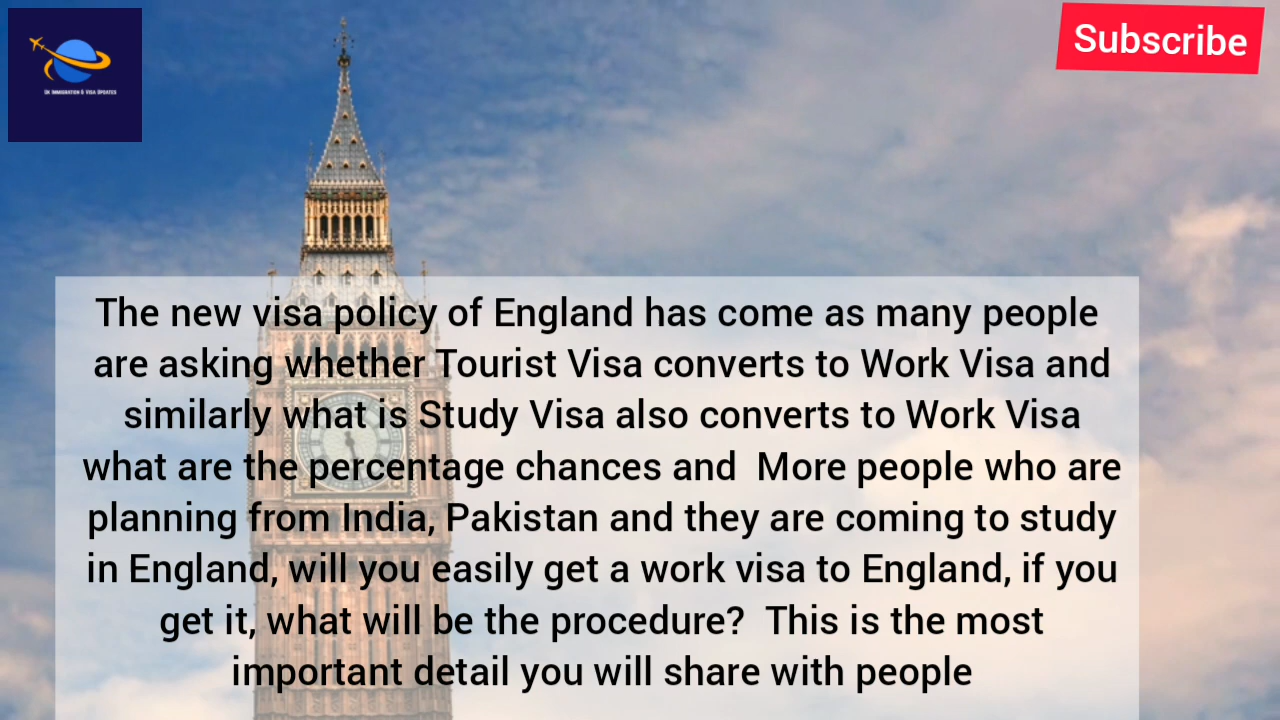 UK IMMIGRATION & VISA UPDATES
Subscribe
The new visa policy of England has come as many people
are asking whether Tourist Visa converts to Work Visa and
similarly what is Study Visa also converts to Work Visa
what are the percentage chances and  More people who are
planning from India, Pakistan and they are coming to study
in England, will you easily get a work visa to England, if you
get it, what will be the procedure?  This is the most
important detail you will share with people